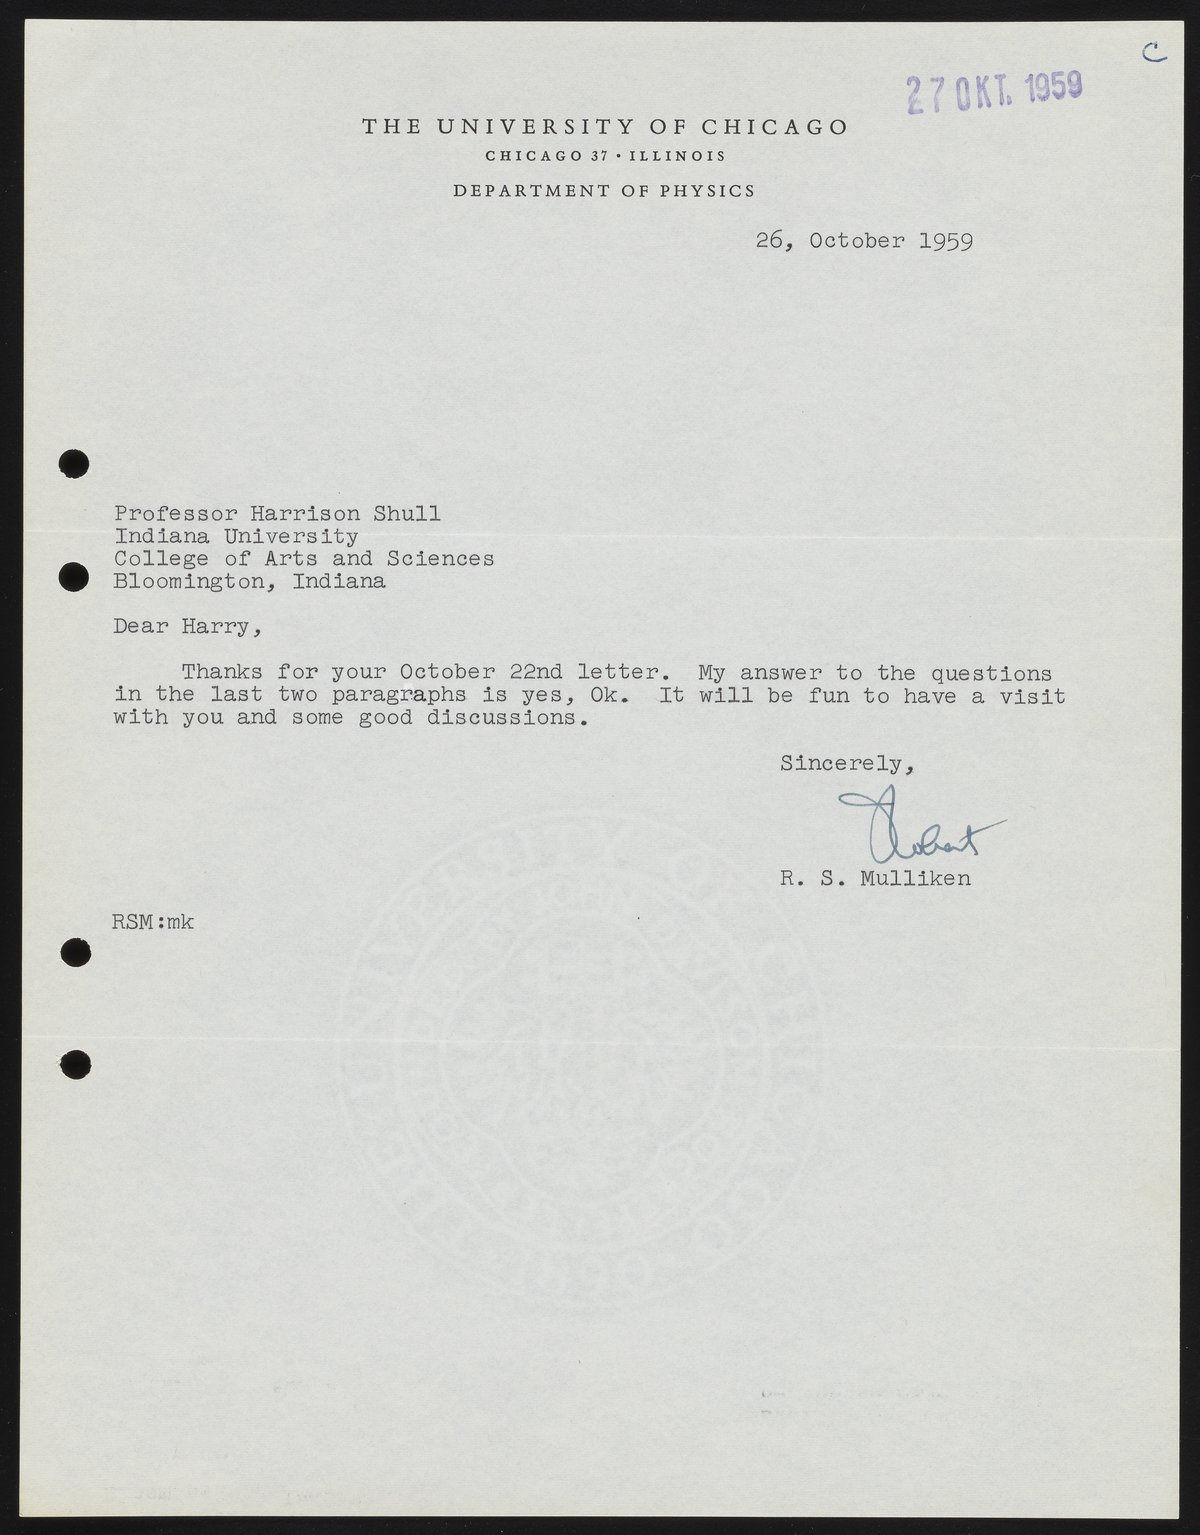 C
27 OKT. 1959
THE UNIVERSITY OF CHICAGO
CHICAGO 37 • ILLINOIS
DEPARTMENT OF PHYSICS
26, October 1959
Professor Harrison Shull
Indiana University
College of Arts and Sciences
Bloomington, Indiana
Dear Harry,
Thanks for your October 22nd letter. My answer to the questions
in the last two paragraphs is yes, Ok. It will be fun to have a visit
with you and some good discussions.
Sincerely,
Robert
R. S. Mulliken
RSM:mk